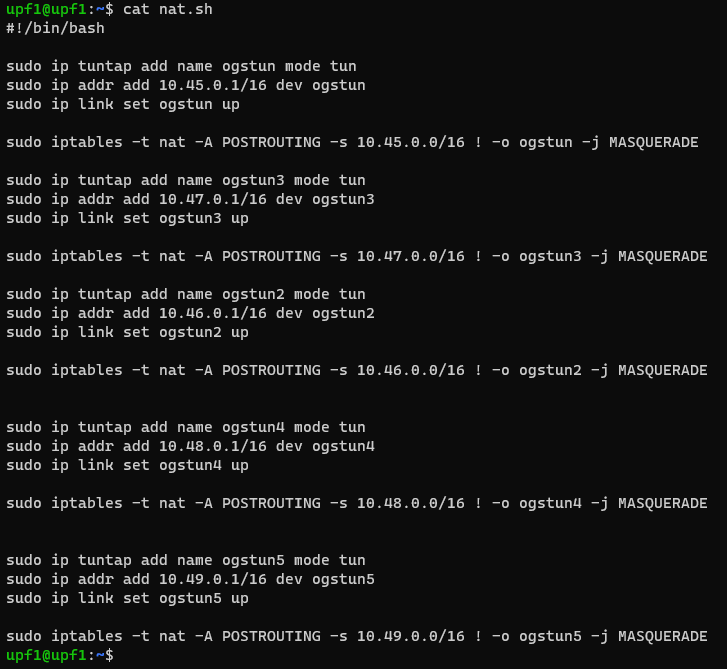 upf1@upf1:~$ cat nat.sh
#!/bin/bash
sudo ip tuntap add name ogstun mode tun
sudo ip addr add 10.45.0.1/16 dev ogstun
sudo ip link set ogstun up
sudo iptables -t nat -A POSTROUTING -s 10.45.0.0/16 ! -o ogstun -j MASQUERADE
sudo ip tuntap add name ogstun3 mode tun
sudo ip addr add 10.47.0.1/16 dev ogstun3
sudo ip link set ogstun3 up
sudo iptables -t nat -A POSTROUTING -s 10.47.0.0/16 ! -o ogstun3 -j MASQUERADE
sudo ip tuntap add name ogstun2 mode tun
sudo ip addr add 10.46.0.1/16 dev ogstun2
sudo ip link set ogstun2 up
sudo iptables -t nat -A POSTROUTING -s 10.46.0.0/16 ! -o ogstun2 -j MASQUERADE
sudo ip tuntap add name ogstun4 mode tun
sudo ip addr add 10.48.0.1/16 dev ogstun4
sudo ip link set ogstun4 up
sudo iptables -t nat -A POSTROUTING -s 10.48.0.0/16 ! -o ogstun4 -j MASQUERADE
sudo ip tuntap add name ogstun5 mode tun
sudo ip addr add 10.49.0.1/16 dev ogstun5
sudo ip link set ogstun5 up
sudo iptables -t nat -A POSTROUTING -s 10.49.0.0/16 ! -o ogstun5 -j MASQUERADE
upf1@upf1:~$